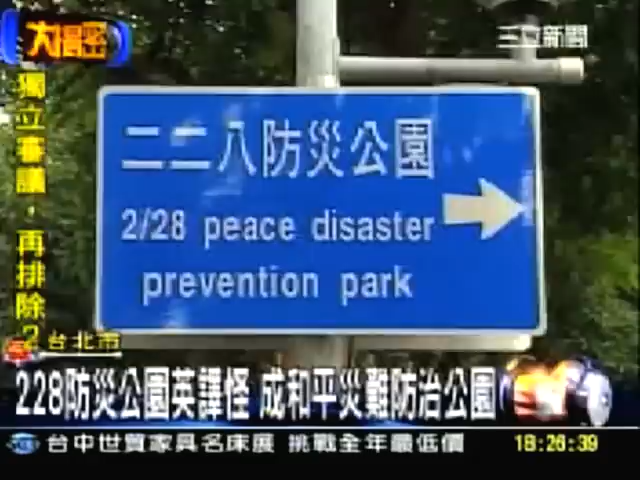 大揭密
三立新聞
獨立審議，再排除？
二二八防災公園
2/28 peace disaster
prevention park
台北市
228防災公園英譯怪 成和平災難防治公園
台中世貿家具名床展 挑戰全年最低價
18:26:39